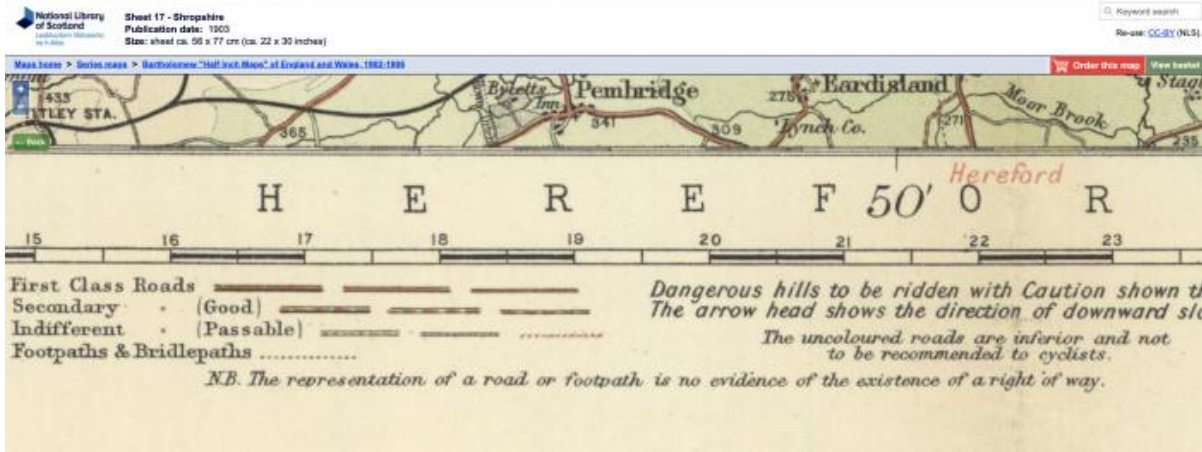 National Library
of Scotland
Sheet 17 - Shropshire
Publication date: 1903
Size: sheet ca. 56 x 77 cm (ca. 22 x 30 inches)
Keyword search
Re-use: CC-BY (NLS)
Maps home > Series maps > Bartholomew "Half Inch Maps" of England and Wales, 1902-1906
Order this map
View basket
433
TLEY STA.
365
Byletts
Inn
Pembridge
341
309
275
Eardisland
Lynch Co.
271
Moor Brook
235
Back
Hereford
H E R E F 50' O R
15 16 17 18 19 20 21 22 23
First Class Roads
Secondary " (Good)
Indifferent " (Passable)
Footpaths & Bridlepaths
Dangerous hills to be ridden with Caution shown
The arrow head shows the direction of downward
The uncoloured roads are inferior and not
to be recommended to cyclists.
N.B. The representation of a road or footpath is no evidence of the existence of a right of way.